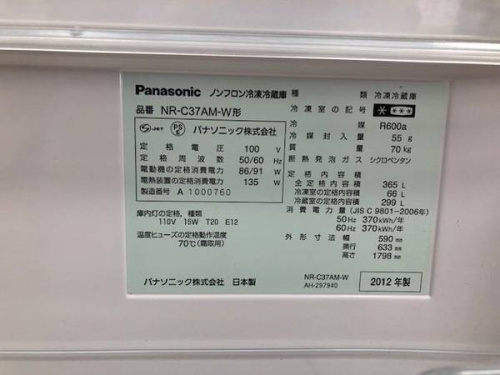 Panasonic ノンフロン冷凍冷蔵庫
品番 NR-C37AM-W形
JET PS E パナソニック株式会社
定格電圧 100 V
定格周波数 50/60 Hz
電動機の定格消費電力 86/91 W
電熱装置の定格消費電力 135 W
製造番号 A 1000760
庫内灯の定格、種類
110V 15W T20 E12
温度ヒューズの定格動作温度
70℃(霜取用)
パナソニック株式会社 日本製
種類 冷凍冷蔵庫
冷凍室の記号
冷媒 R600a
冷媒封入量 55 g
質量 70 kg
断熱発泡ガス シクロペンタン
定格内容積
全定格内容積 365 L
冷凍室の定格内容積 66 L
冷蔵室の定格内容積 299 L
消費電力量(JIS C 9801-2006年)
50Hz 370 kWh/年
60Hz 370 kWh/年
外形寸法 幅 590 mm
奥行 633 mm
高さ 1798 mm
NR-C37AM-W
AH-297940
2012年製